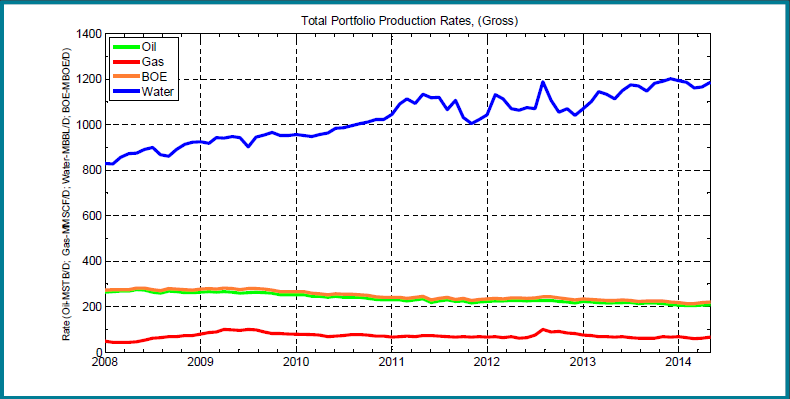 Total Portfolio Production Rates, (Gross)
Rate (Oil-MSTB/D; Gas-MMSCF/D; Water-MBBL/D; BOE-MBOE/D)
1400
1200
1000
800
600
400
200
0
Oil
Gas
BOE
Water
2008
2009
2010
2011
2012
2013
2014